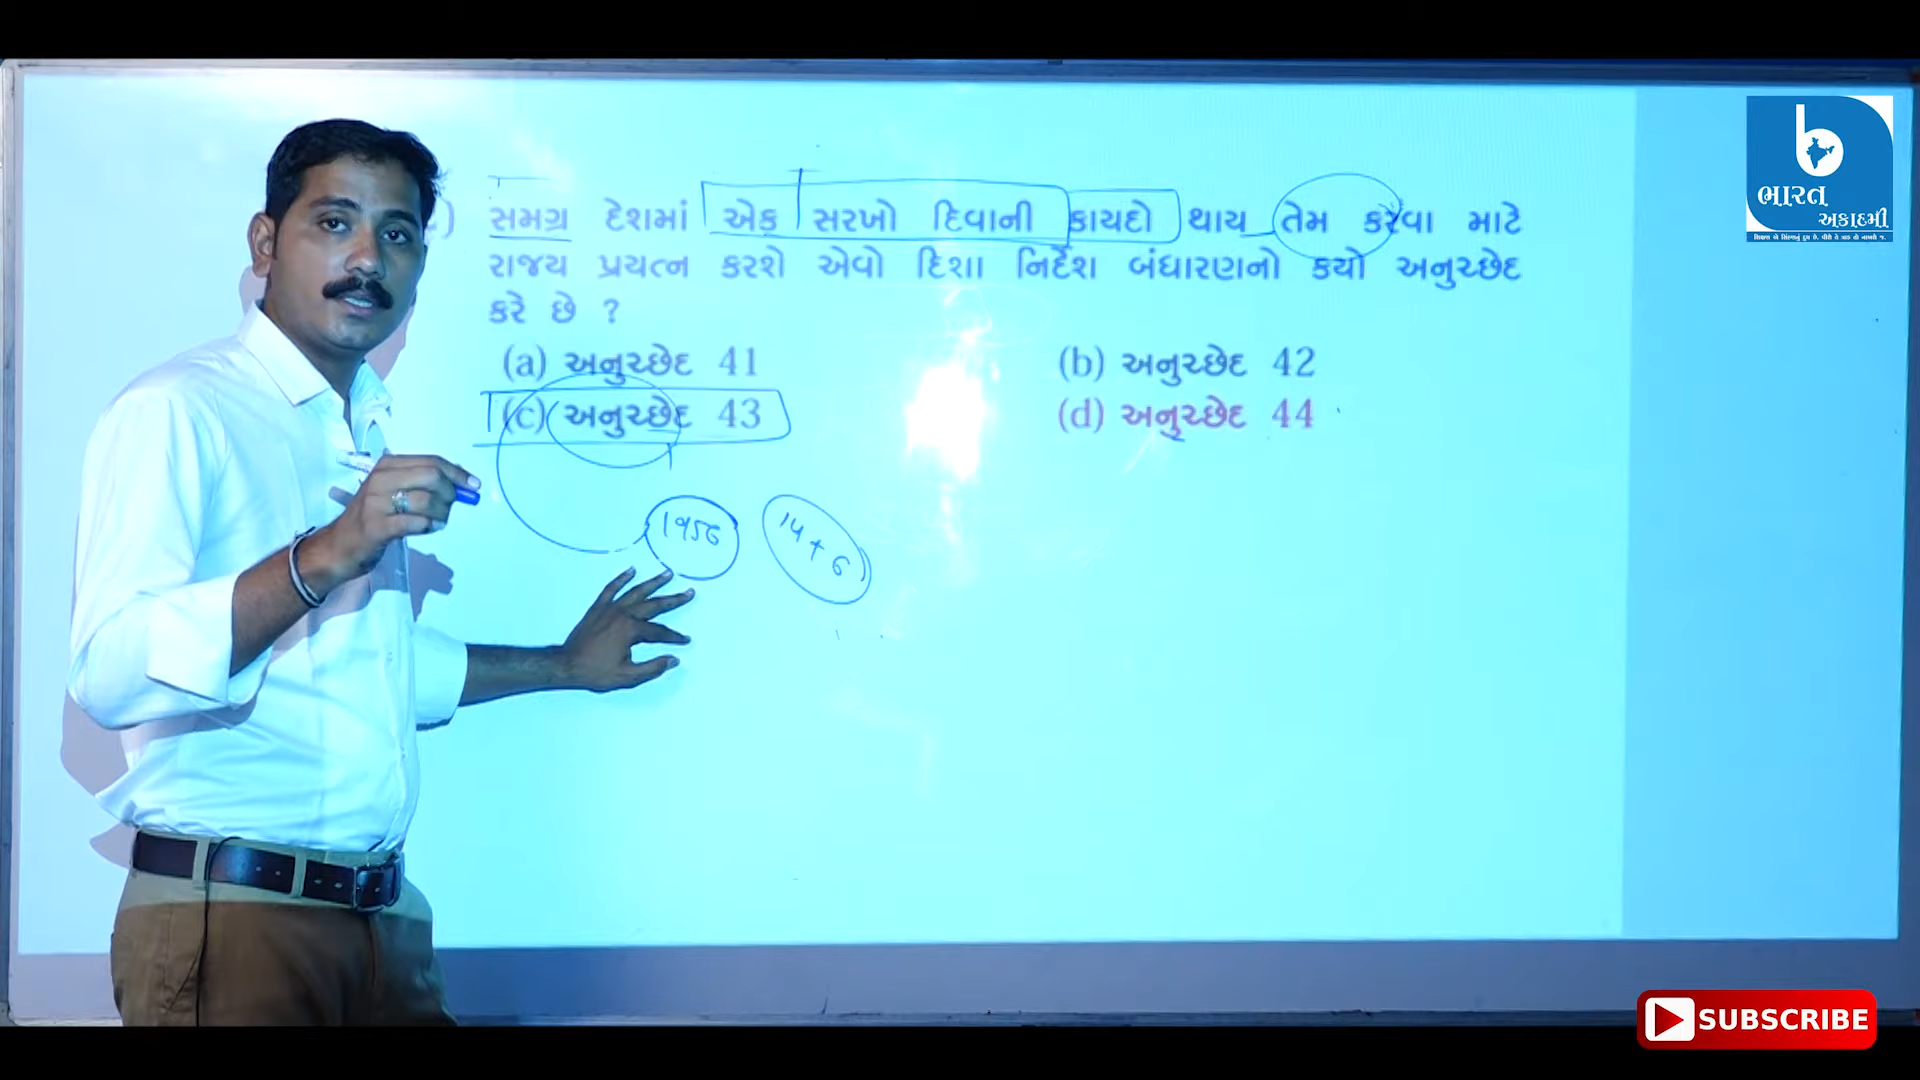 સમગ્ર દેશમાં એક સરખો દિવાની કાયદો થાય તેમ કરવા માટે
રાજ્ય પ્રયત્ન કરશે એવો દિશા નિર્દેશ બંધારણનો કયો અનુચ્છેદ
કરે છે ?
(a) અનુચ્છેદ 41
(b) અનુચ્છેદ 42
(c) અનુચ્છેદ 43
(d) અનુચ્છેદ 44
1956
14+6
ભારત
અકાદમી
SUBSCRIBE